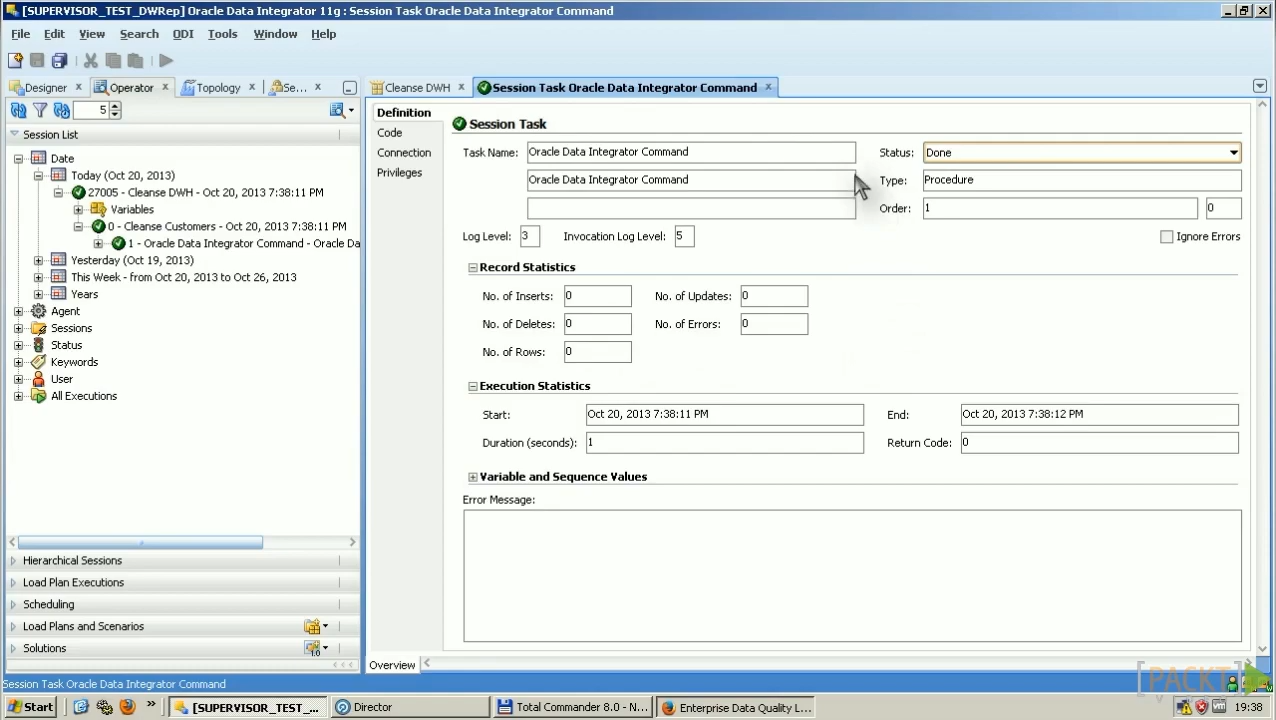 [SUPERVISOR_TEST_DWRep] Oracle Data Integrator 11g : Session Task Oracle Data Integrator Command
File Edit View Search ODI Tools Window Help
Designer Operator Topology Se...
5
Session List
Date
Today (Oct 20, 2013)
27005 - Cleanse DWH - Oct 20, 2013 7:38:11 PM
Variables
0 - Cleanse Customers - Oct 20, 2013 7:38:11 PM
1 - Oracle Data Integrator Command - Oracle Da
Yesterday (Oct 19, 2013)
This Week - from Oct 20, 2013 to Oct 26, 2013
Years
Agent
Sessions
Status
Keywords
User
All Executions
Hierarchical Sessions
Load Plan Executions
Scheduling
Load Plans and Scenarios
Solutions
Cleanse DWH Session Task Oracle Data Integrator Command
Definition
Code
Connection
Privileges
Session Task
Task Name: Oracle Data Integrator Command Status: Done
Oracle Data Integrator Command Type: Procedure
Order: 1 0
Log Level: 3 Invocation Log Level: 5 Ignore Errors
Record Statistics
No. of Inserts: 0 No. of Updates: 0
No. of Deletes: 0 No. of Errors: 0
No. of Rows: 0
Execution Statistics
Start: Oct 20, 2013 7:38:11 PM End: Oct 20, 2013 7:38:12 PM
Duration (seconds): 1 Return Code: 0
Variable and Sequence Values
Error Message:
Overview
[PACKT]
Session Task Oracle Data Integrator Command
Start » [SUPERVISOR_TEST_... Director Total Commander 8.0 - N... Enterprise Data Quality L... 19:38